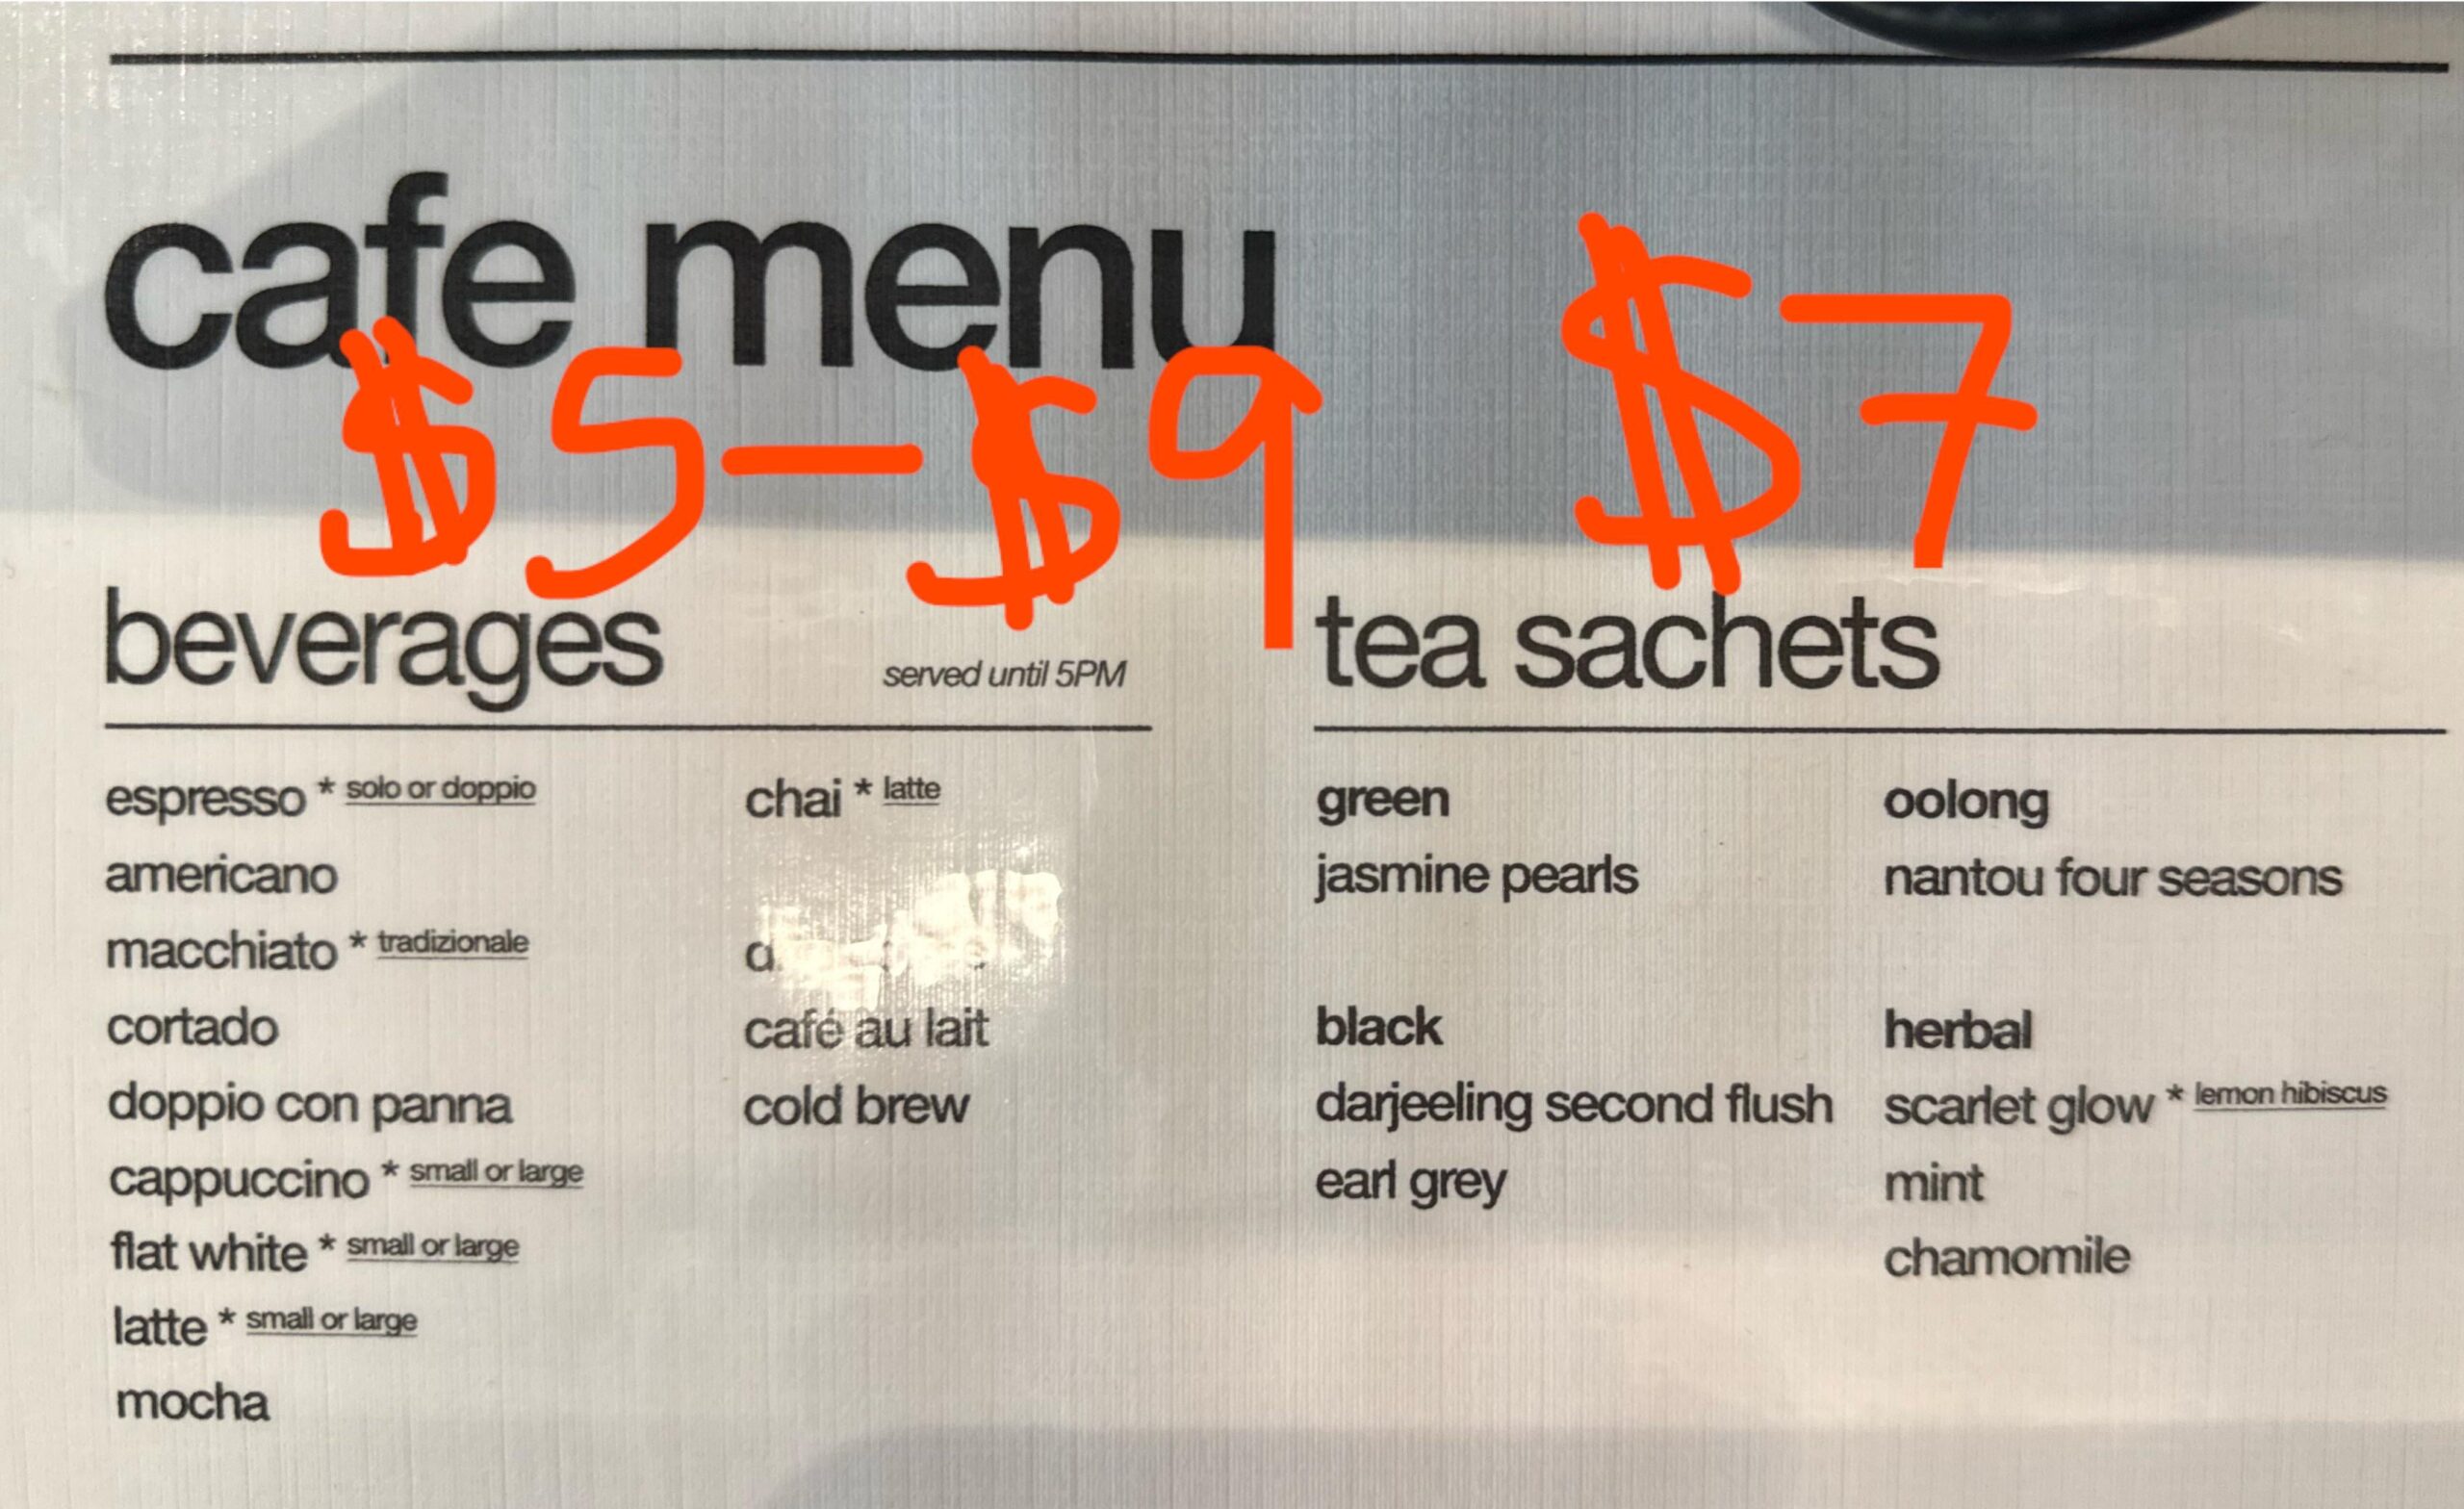 cafe menu
$5-$9
$7
beverages
served until 5PM
espresso * solo or doppio
americano
macchiato * tradizionale
cortado
doppio con panna
cappuccino * small or large
flat white * small or large
latte * small or large
mocha
chai * latte
café au lait
cold brew
tea sachets
green
jasmine pearls
black
darjeeling second flush
earl grey
oolong
nantou four seasons
herbal
scarlet glow * lemon hibiscus
mint
chamomile